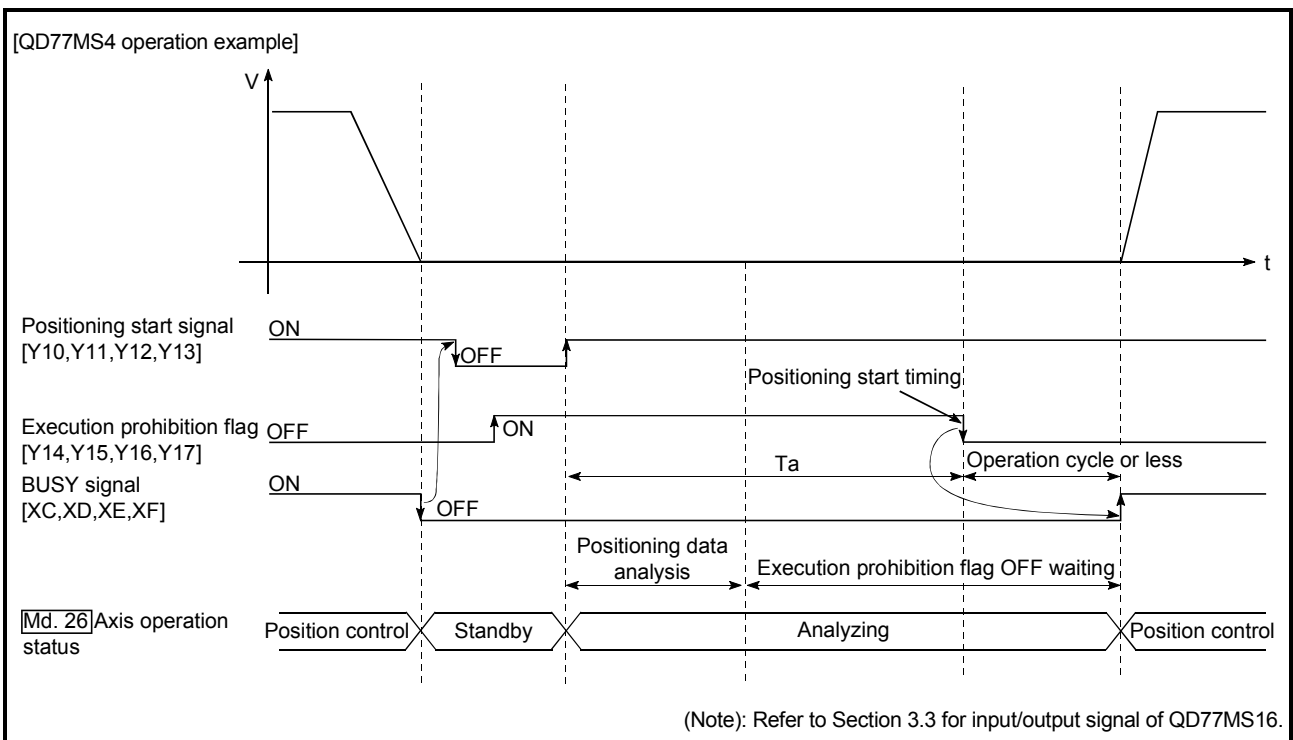 [QD77MS4 operation example]
V
t
Positioning start signal
[Y10,Y11,Y12,Y13]
ON
OFF
Positioning start timing
Execution prohibition flag
[Y14,Y15,Y16,Y17]
OFF
ON
Ta
Operation cycle or less
BUSY signal
[XC,XD,XE,XF]
ON
OFF
Positioning data
analysis
Execution prohibition flag OFF waiting
Md. 26 Axis operation
status
Position control
Standby
Analyzing
Position control
(Note): Refer to Section 3.3 for input/output signal of QD77MS16.